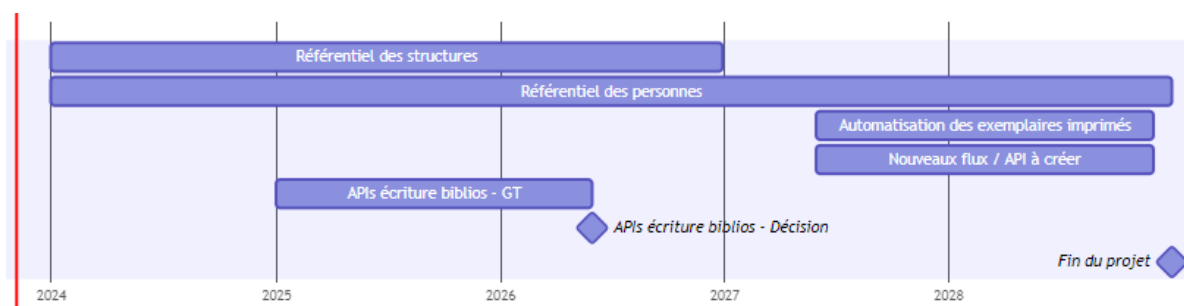 Référentiel des structures
Référentiel des personnes
Automatisation des exemplaires imprimés
Nouveaux flux / API à créer
APIs écriture biblios - GT
APIs écriture biblios - Décision
Fin du projet
2024 2025 2026 2027 2028